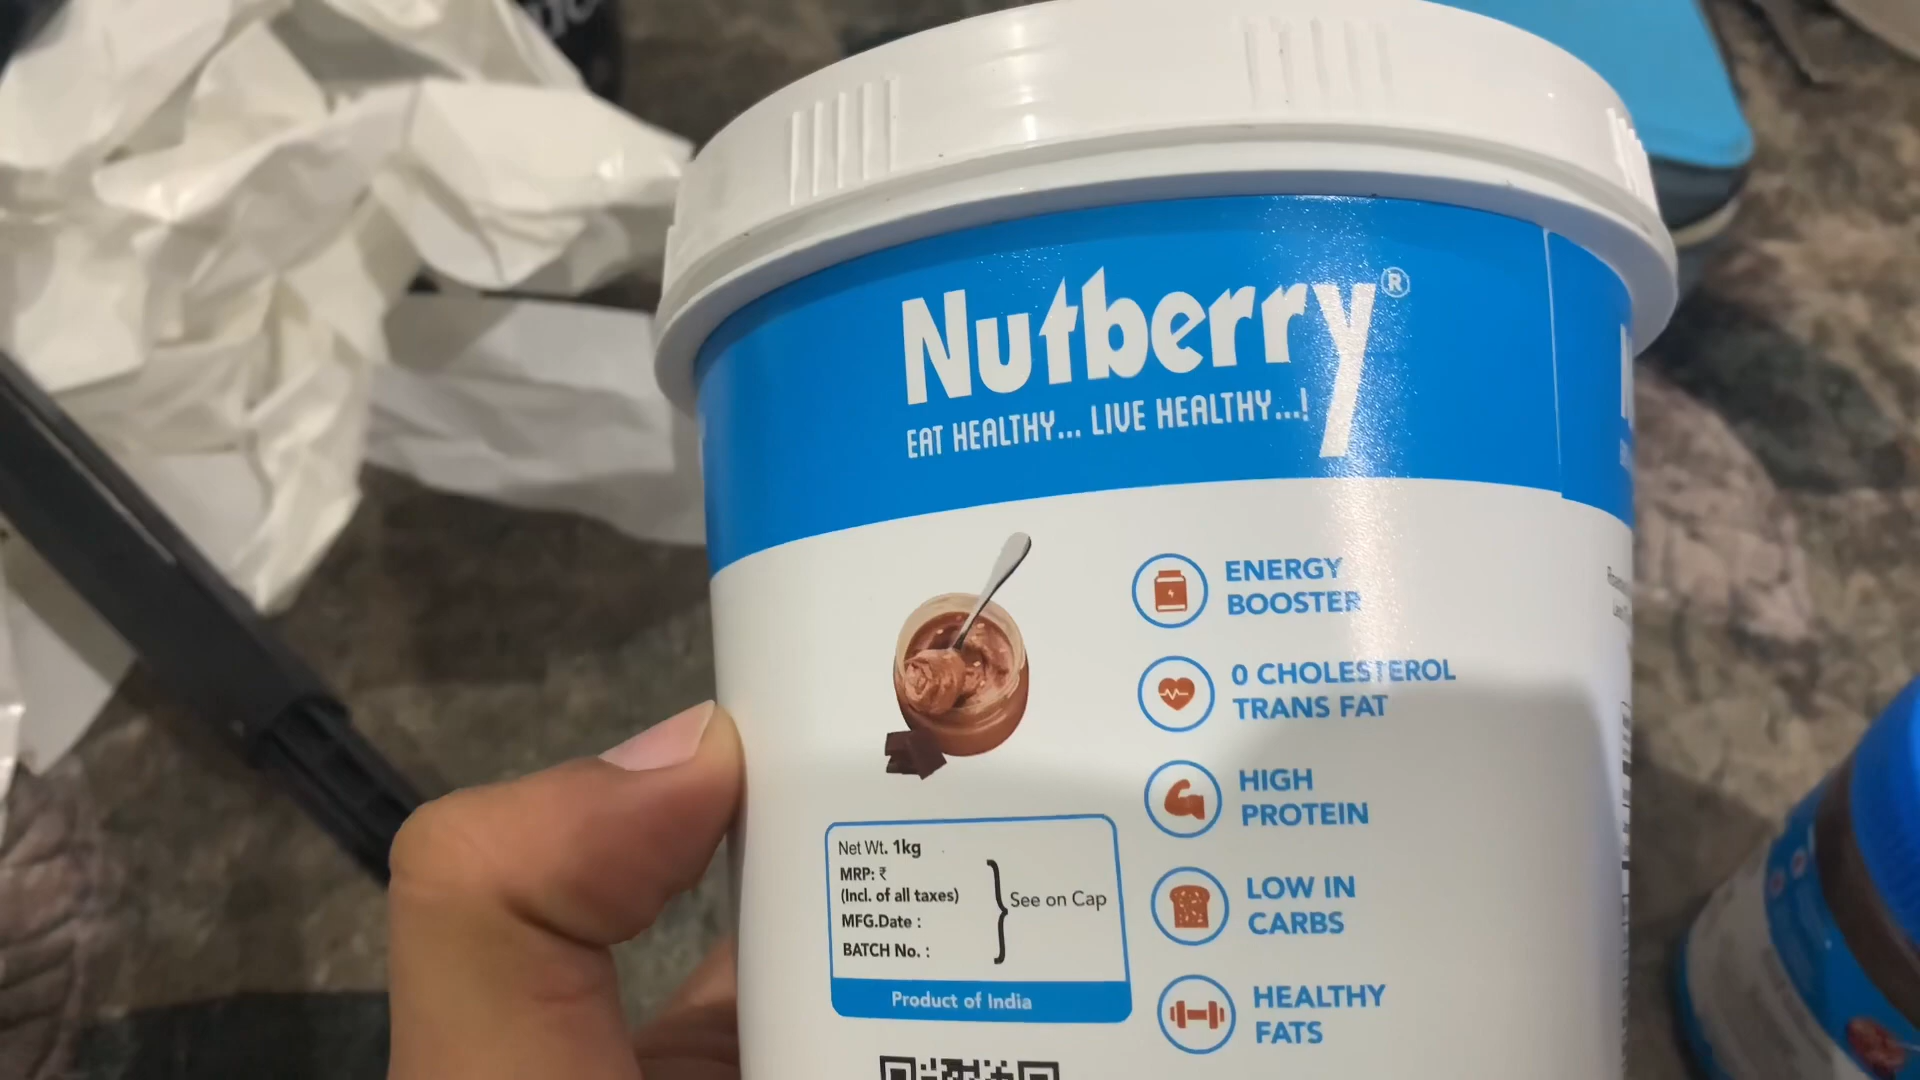 Nutberry®
EAT HEALTHY... LIVE HEALTHY...!
ENERGY
BOOSTER
0 CHOLESTEROL
TRANS FAT
HIGH
PROTEIN
LOW IN
CARBS
HEALTHY
FATS
Net Wt. 1kg
MRP: ₹
(Incl. of all taxes)
MFG.Date :
BATCH No. :
See on Cap
Product of India